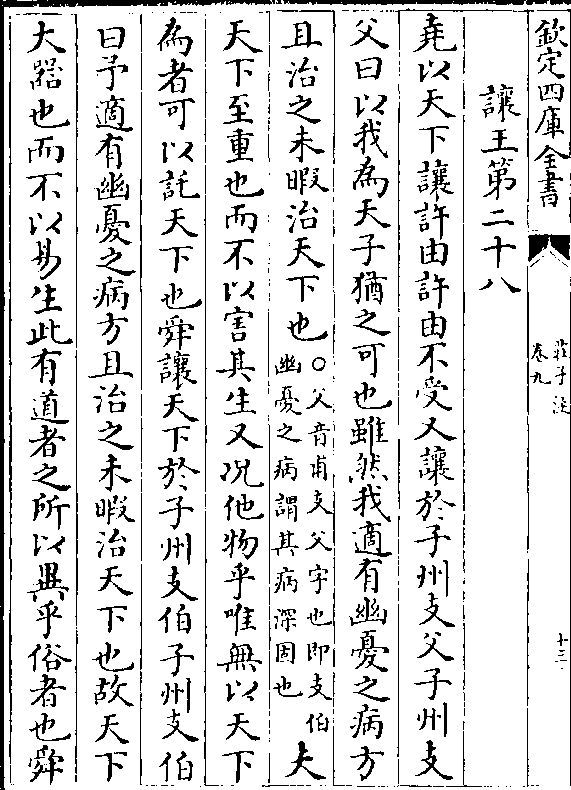 欽定四庫全書
莊子注
卷九
十三
讓王第二十八
堯以天下讓許由許由不受又讓於子州支父子州支
父曰以我為天子猶之可也雖然我適有幽憂之病方
且治之未暇治天下也○父音甫支父字也即支伯
幽憂之病謂其病深固也
夫
天下至重也而不以害其生又况他物乎唯無以天下
為者可以託天下也舜讓天下於子州支伯子州支伯
曰予適有幽憂之病方且治之未暇治天下也故天下
大器也而不以易生此有道者之所以異乎俗者也舜